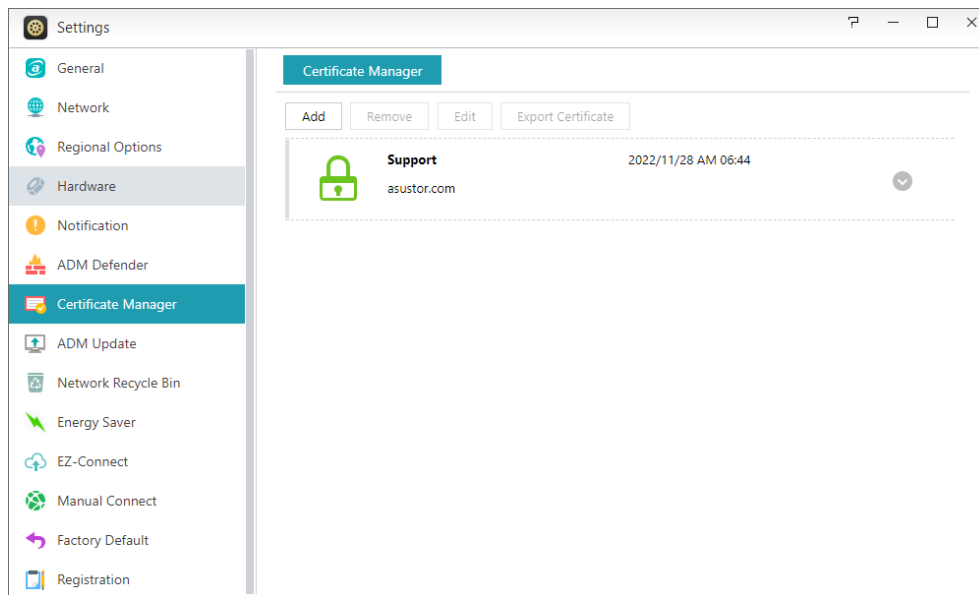 Settings
General
Network
Regional Options
Hardware
Notification
ADM Defender
Certificate Manager
ADM Update
Network Recycle Bin
Energy Saver
EZ-Connect
Manual Connect
Factory Default
Registration
Certificate Manager
Add Remove Edit Export Certificate
Support 2022/11/28 AM 06:44
asustor.com